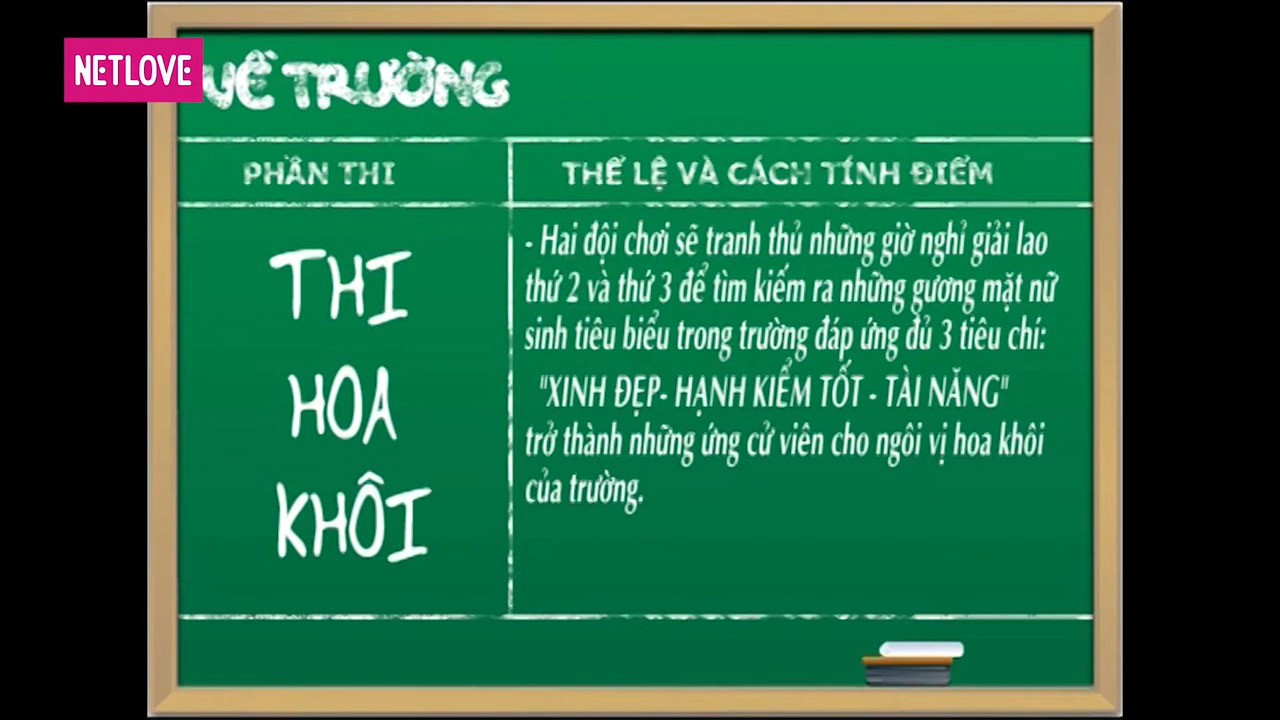 NETLOVE
VỀ TRƯỜNG
PHẦN THI
THỂ LỆ VÀ CÁCH TÍNH ĐIỂM
THI
HOA
KHÔI
- Hai đội chơi sẽ tranh thủ những giờ nghỉ giải lao
thứ 2 và thứ 3 để tìm kiếm ra những gương mặt nữ
sinh tiêu biểu trong trường đáp ứng đủ 3 tiêu chí:
"XINH ĐẸP- HẠNH KIỂM TỐT - TÀI NĂNG"
trở thành những ứng cử viên cho ngôi vị hoa khôi
của trường.